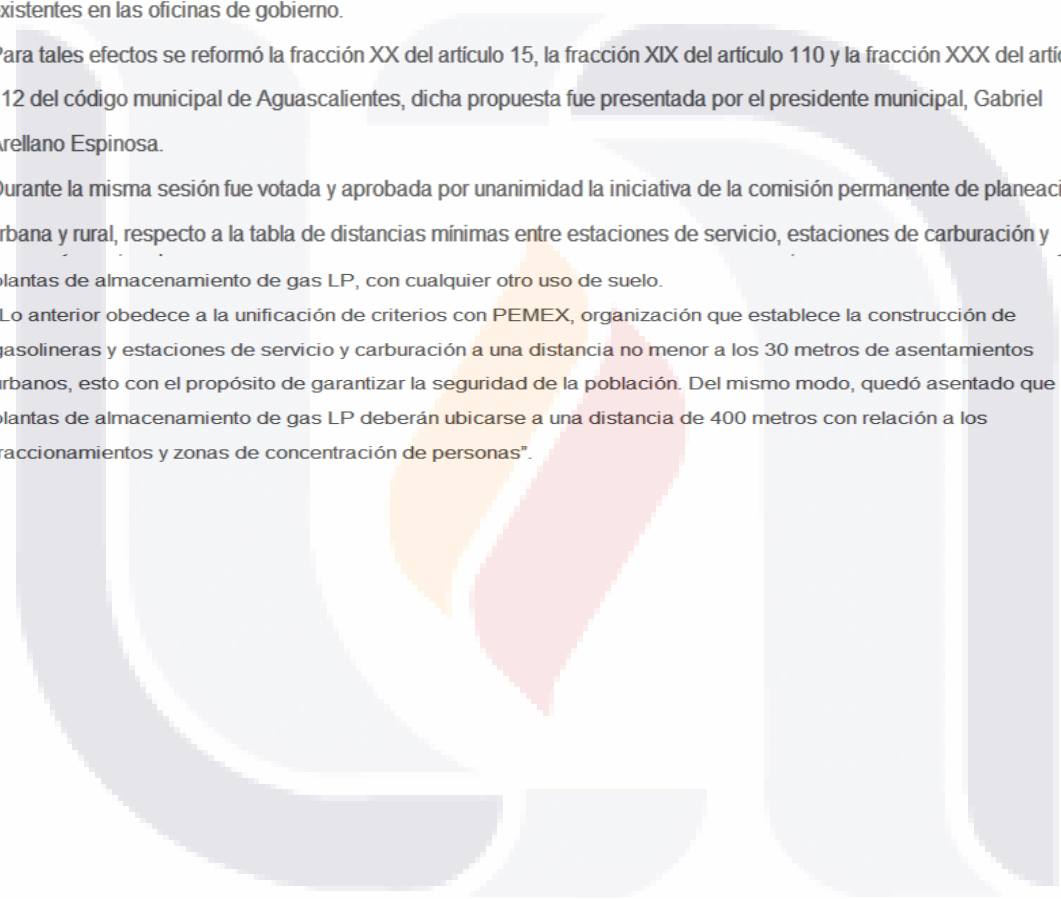 xistentes en las oficinas de gobierno.
Para tales efectos se reformó la fracción XX del artículo 15, la fracción XIX del artículo 110 y la fracción XXX del artíc
12 del código municipal de Aguascalientes, dicha propuesta fue presentada por el presidente municipal, Gabriel
Arellano Espinosa.
Durante la misma sesión fue votada y aprobada por unanimidad la iniciativa de la comisión permanente de planeaci
rbana y rural, respecto a la tabla de distancias mínimas entre estaciones de servicio, estaciones de carburación y
plantas de almacenamiento de gas LP, con cualquier otro uso de suelo.
Lo anterior obedece a la unificación de criterios con PEMEX, organización que establece la construcción de
gasolineras y estaciones de servicio y carburación a una distancia no menor a los 30 metros de asentamientos
urbanos, esto con el propósito de garantizar la seguridad de la población. Del mismo modo, quedó asentado que
plantas de almacenamiento de gas LP deberán ubicarse a una distancia de 400 metros con relación a los
raccionamientos y zonas de concentración de personas".